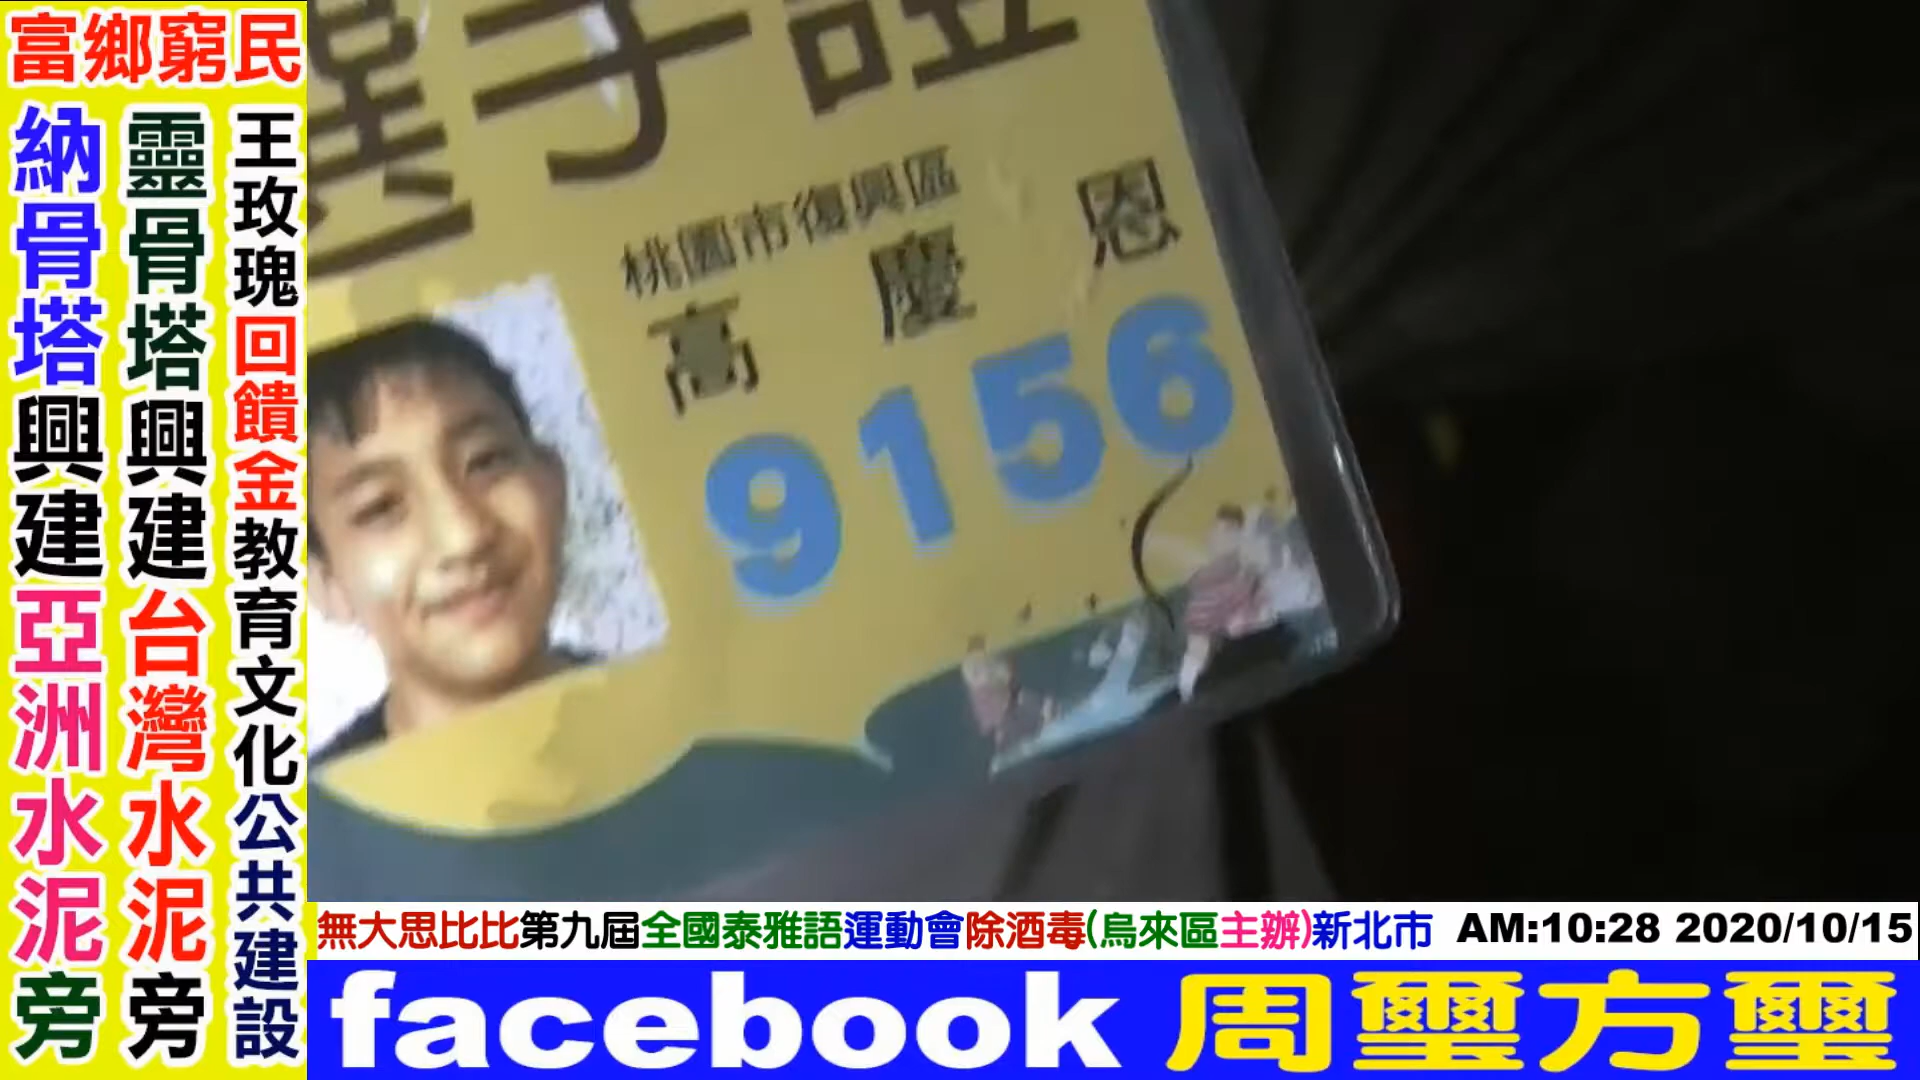 富鄉窮民
王玫瑰回饋金教育文化公共建設
靈骨塔興建台灣水泥旁
納骨塔興建亞洲水泥旁
選手證
桃園市復興區
高慶恩
9156
無大思比比第九屆全國泰雅語運動會除酒毒(烏來區主辦)新北市 AM:10:28 2020/10/15
facebook 周璽方璽